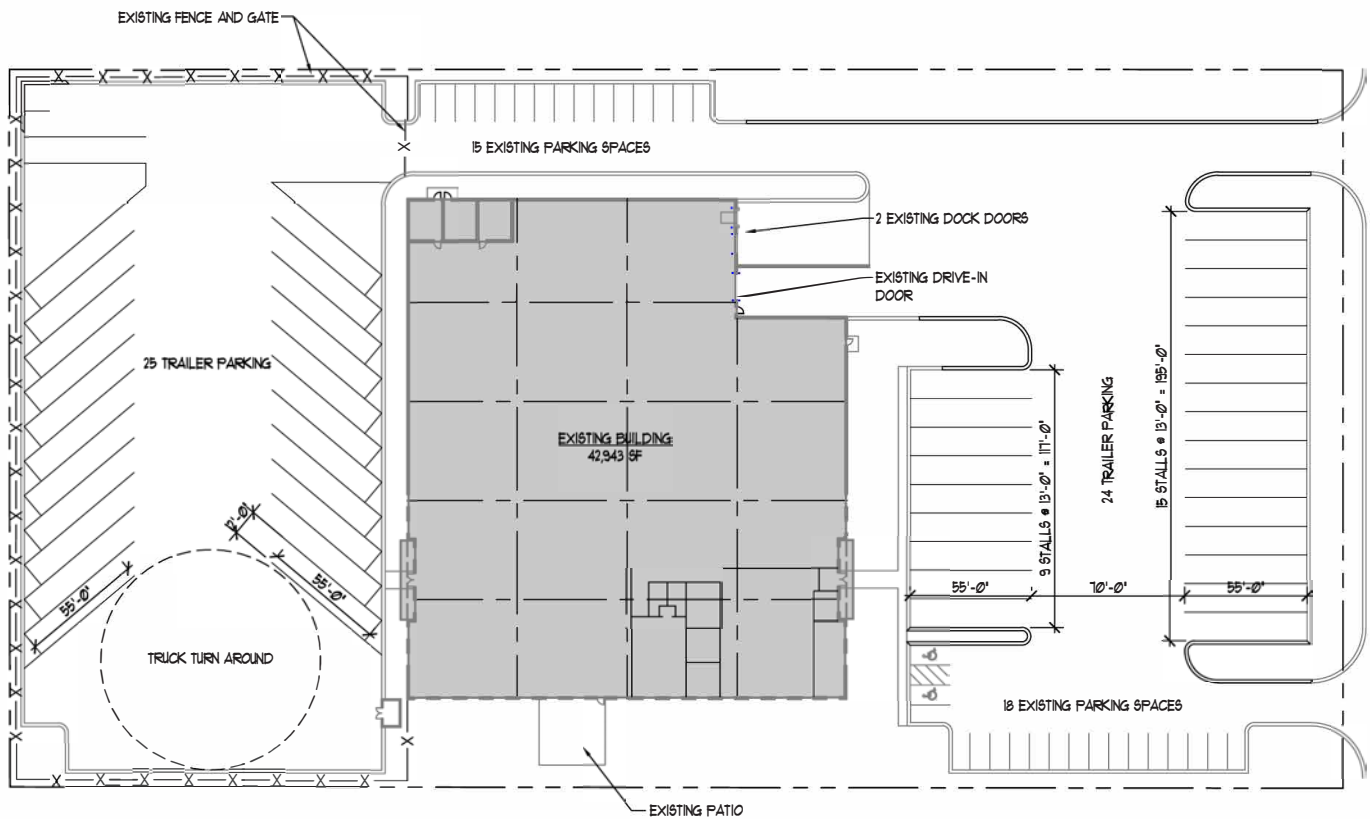 EXISTING FENCE AND GATE
15 EXISTING PARKING SPACES
2 EXISTING DOCK DOORS
EXISTING DRIVE-IN
DOOR
25 TRAILER PARKING
EXISTING BUILDING:
42,943 SF
9 STALLS @ 13'-0" = 117'-0"
24 TRAILER PARKING
15 STALLS @ 13'-0" = 195'-0"
12'-0"
55'-0"
55'-0"
55'-0"
70'-0"
55'-0"
TRUCK TURN AROUND
18 EXISTING PARKING SPACES
EXISTING PATIO